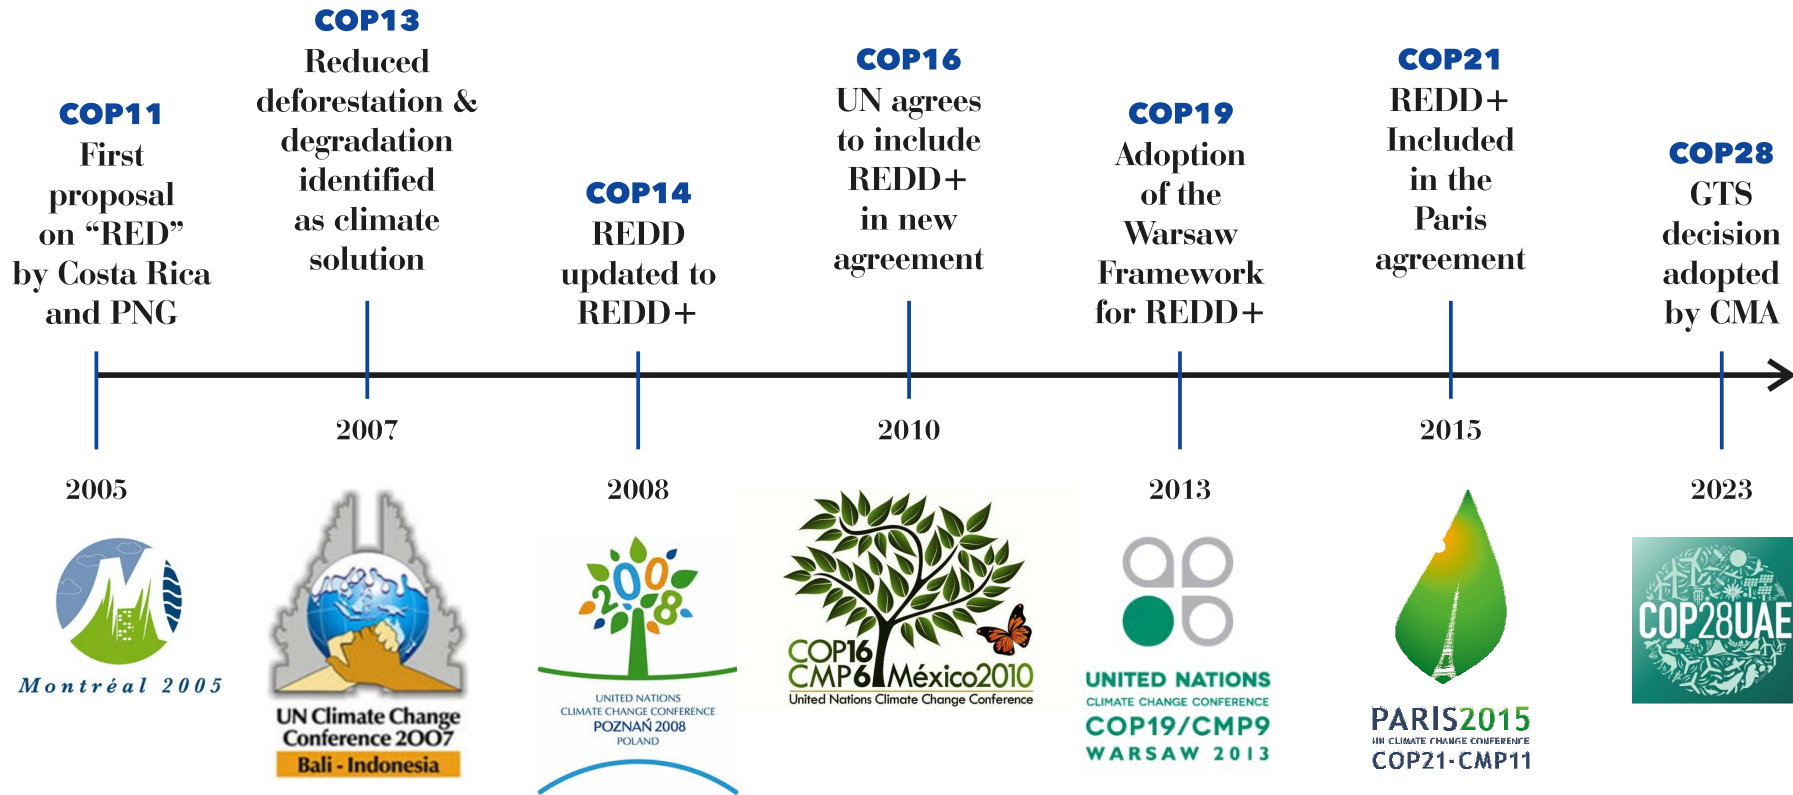 COP11
First
proposal
on “RED”
by Costa Rica
and PNG
2005
Montréal 2005
COP13
Reduced
deforestation &
degradation
identified
as climate
solution
2007
UN Climate Change
Conference 2007
Bali - Indonesia
COP14
REDD
updated to
REDD+
2008
2008
UNITED NATIONS
CLIMATE CHANGE CONFERENCE
POZNAŃ 2008
POLAND
COP16
UN agrees
to include
REDD+
in new
agreement
2010
COP16
CMP6 México2010
United Nations Climate Change Conference
COP19
Adoption
of the
Warsaw
Framework
for REDD+
2013
UNITED NATIONS
CLIMATE CHANGE CONFERENCE
COP19/CMP9
WARSAW 2013
COP21
REDD+
Included
in the
Paris
agreement
2015
PARIS2015
UN CLIMATE CHANGE CONFERENCE
COP21·CMP11
COP28
GTS
decision
adopted
by CMA
2023
COP28UAE